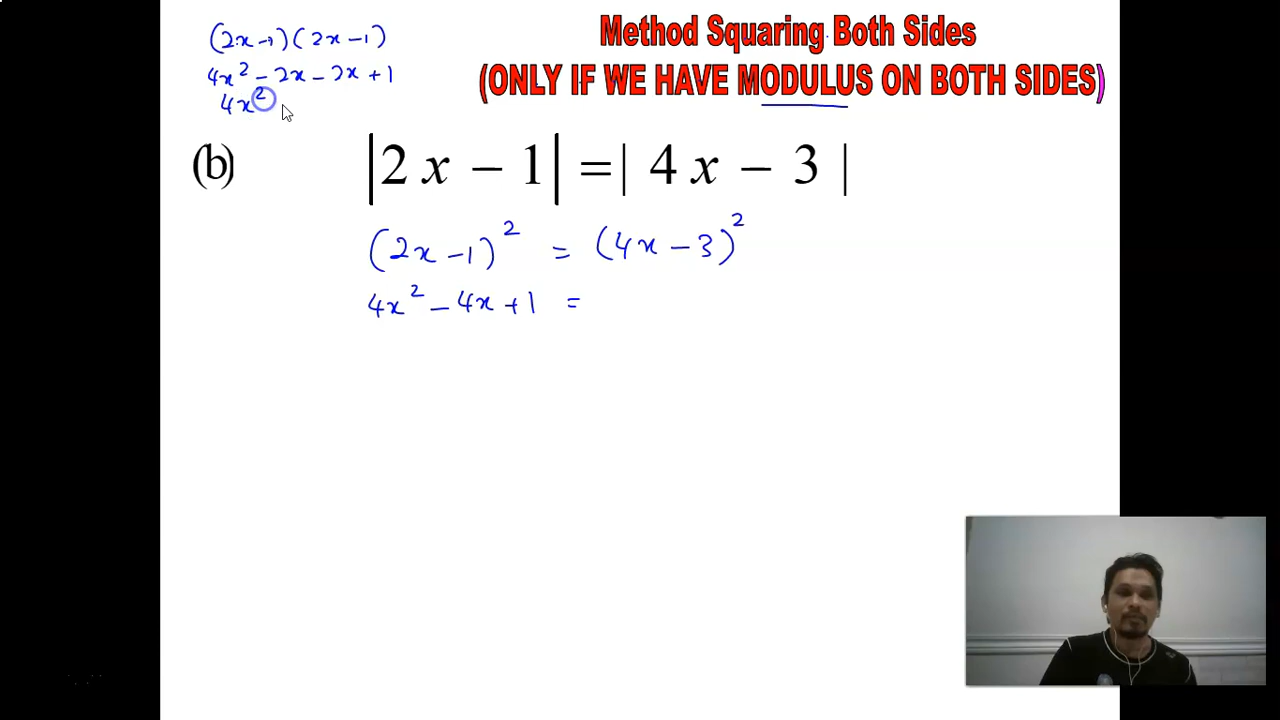 (2x-1)(2x-1)
4x² - 2x - 2x + 1
4x²
Method Squaring Both Sides
(ONLY IF WE HAVE MODULUS ON BOTH SIDES)
(b) |2x - 1| = |4x - 3|
(2x - 1)² = (4x - 3)²
4x² - 4x + 1 =